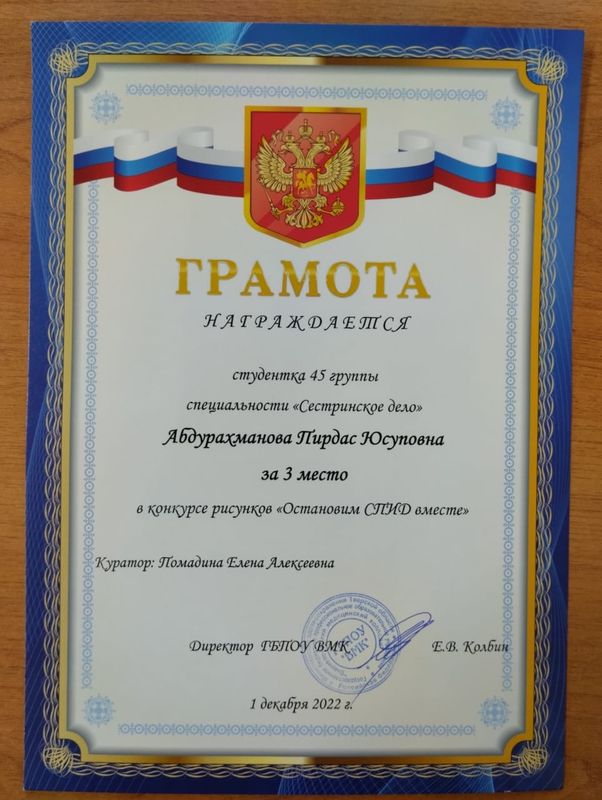 ГРАМОТА
НАГРАЖДАЕТСЯ
студентка 45 группы
специальности «Сестринское дело»
Абдурахманова Пирдас Юсуповна
за 3 место
в конкурсе рисунков «Остановим СПИД вместе»
Куратор: Помадина Елена Алексеевна
Директор ГБПОУ ВМК Е.В. Колбин
1 декабря 2022 г.